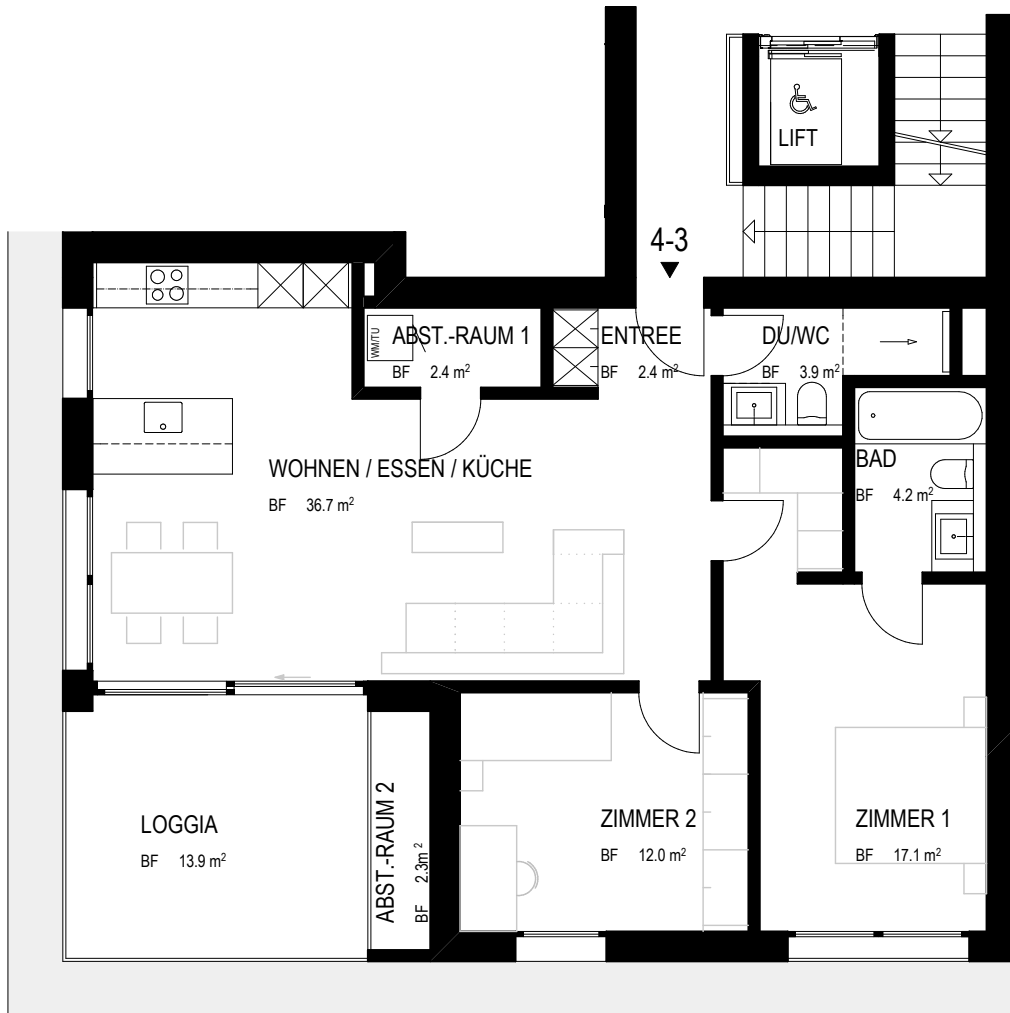 LIFT
4-3
WM/TU
ABST.-RAUM 1
BF 2.4 m²
ENTREE
BF 2.4 m²
DU/WC
BF 3.9 m²
WOHNEN / ESSEN / KÜCHE
BF 36.7 m²
BAD
BF 4.2 m²
LOGGIA
BF 13.9 m²
ABST.-RAUM 2
BF 2.3m²
ZIMMER 2
BF 12.0 m²
ZIMMER 1
BF 17.1 m²